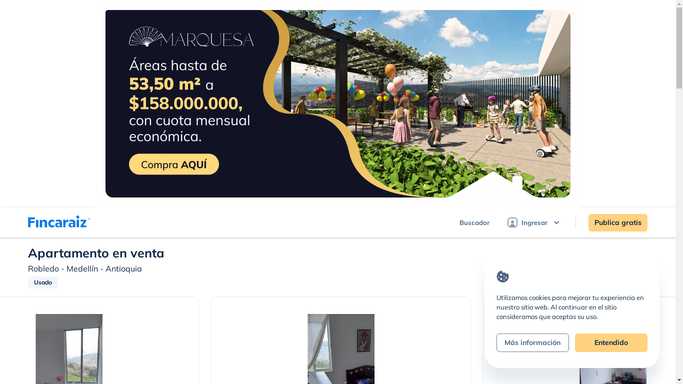 MARQUESA
Áreas hasta de
53,50 m² a
$158.000.000,
con cuota mensual
económica.
Compra AQUÍ
Fincaraiz
Buscador
Ingresar
Publica gratis
Apartamento en venta
Robledo - Medellín - Antioquia
Usado
Utilizamos cookies para mejorar tu experiencia en
nuestro sitio web. Al continuar en el sitio
consideramos que aceptas su uso.
Más información
Entendido